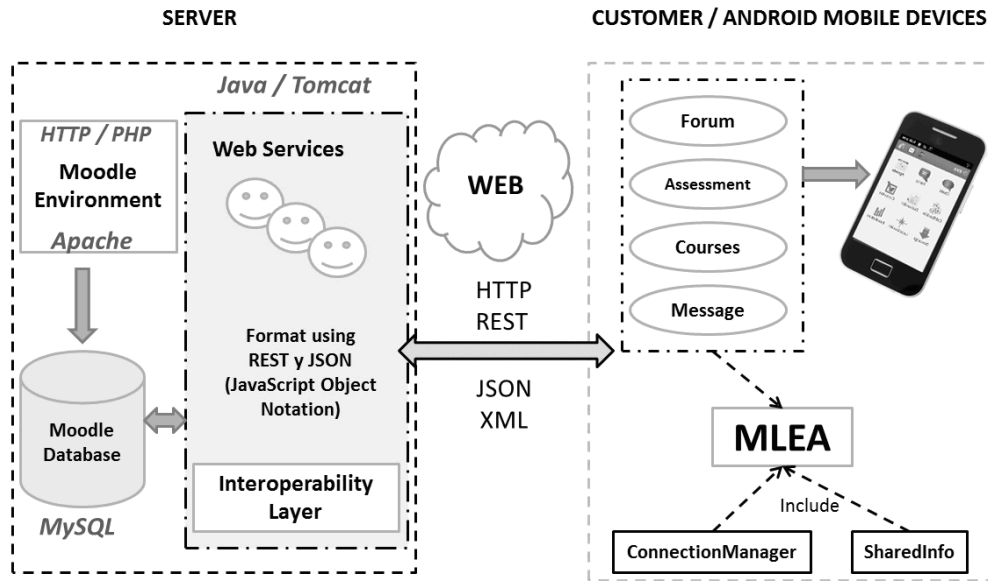 SERVER
CUSTOMER / ANDROID MOBILE DEVICES
Java / Tomcat
HTTP / PHP
Moodle
Environment
Apache
Web Services
Format using
REST y JSON
(JavaScript Object
Notation)
Interoperability
Layer
Moodle
Database
MySQL
WEB
HTTP
REST
JSON
XML
Forum
Assessment
Courses
Message
MLEA
Include
ConnectionManager
SharedInfo